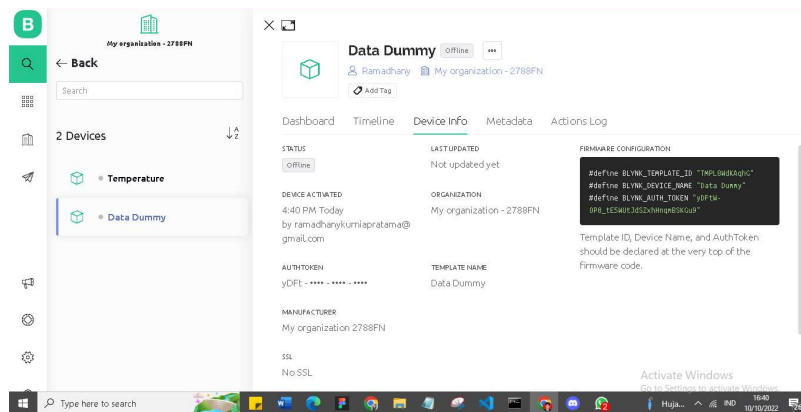 B
My organization - 2788FN
← Back
Search
2 Devices
Temperature
Data Dummy
Data Dummy Offline
Ramadhany My organization - 2788FN
Add Tag
Dashboard Timeline Device Info Metadata Actions Log
STATUS
Offline
LAST UPDATED
Not updated yet
DEVICE ACTIVATED
4:40 PM Today
by ramadhanykurniapratama@
gmail.com
ORGANIZATION
My organization - 2788FN
AUTHTOKEN
yDFt - •••• - •••• - ••••
TEMPLATE NAME
Data Dummy
MANUFACTURER
My organization 2788FN
SSL
No SSL
FIRMWARE CONFIGURATION
#define BLYNK_TEMPLATE_ID "TMPL8WdKAqhG"
#define BLYNK_DEVICE_NAME "Data Dummy"
#define BLYNK_AUTH_TOKEN "yDFtW-
Template ID, Device Name, and AuthToken
should be declared at the very top of the
firmware code.
Activate Windows
Go to Settings to activate Windows.
Type here to search
Huja... IND
16:40
10/10/2022